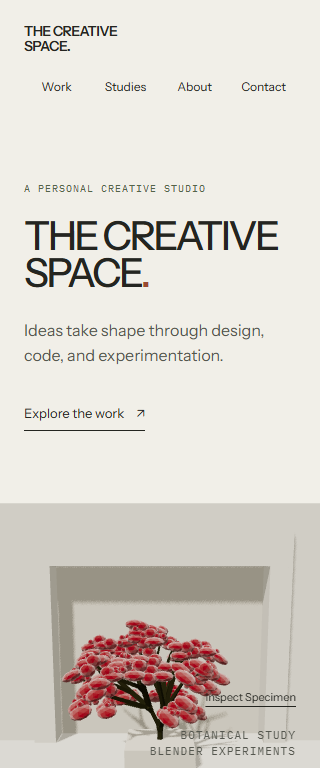 THE CREATIVE
SPACE.
Work Studies About Contact
A PERSONAL CREATIVE STUDIO
THE CREATIVE
SPACE.
Ideas take shape through design,
code, and experimentation.
Explore the work ↗
Inspect Specimen
BOTANICAL STUDY
BLENDER EXPERIMENTS